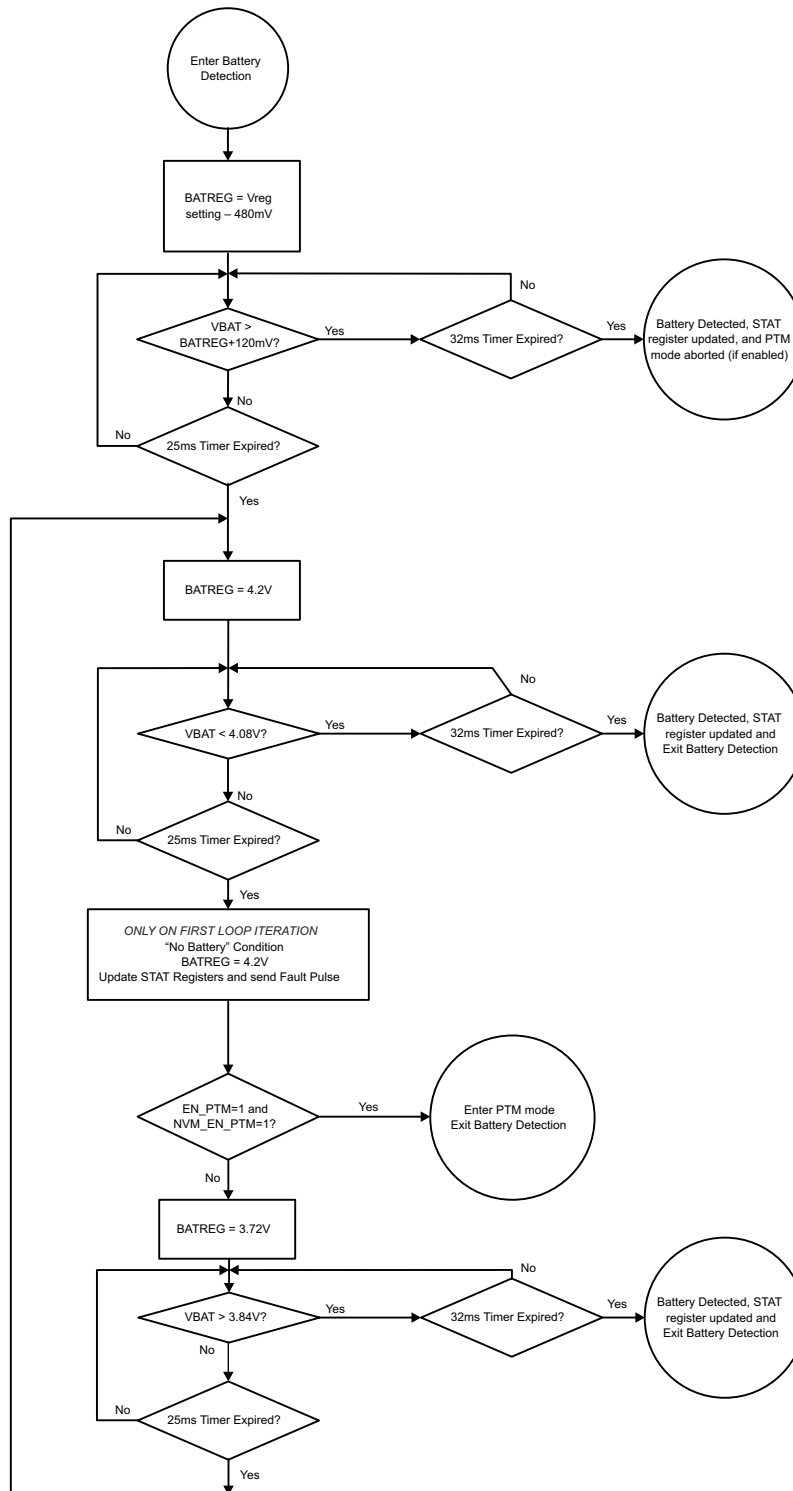 Enter Battery
Detection
BATREG = Vreg
setting – 480mV
No
VBAT >
BATREG+120mV?
Yes
32ms Timer Expired?
Yes
Battery Detected, STAT
register updated, and PTM
mode aborted (if enabled)
No
No
25ms Timer Expired?
Yes
BATREG = 4.2V
No
VBAT < 4.08V?
Yes
32ms Timer Expired?
Yes
Battery Detected, STAT
register updated and
Exit Battery Detection
No
No
25ms Timer Expired?
Yes
ONLY ON FIRST LOOP ITERATION
“No Battery” Condition
BATREG = 4.2V
Update STAT Registers and send Fault Pulse
EN_PTM=1 and
NVM_EN_PTM=1?
Yes
Enter PTM mode
Exit Battery Detection
No
BATREG = 3.72V
No
VBAT > 3.84V?
Yes
32ms Timer Expired?
Yes
Battery Detected, STAT
register updated and
Exit Battery Detection
No
No
25ms Timer Expired?
Yes